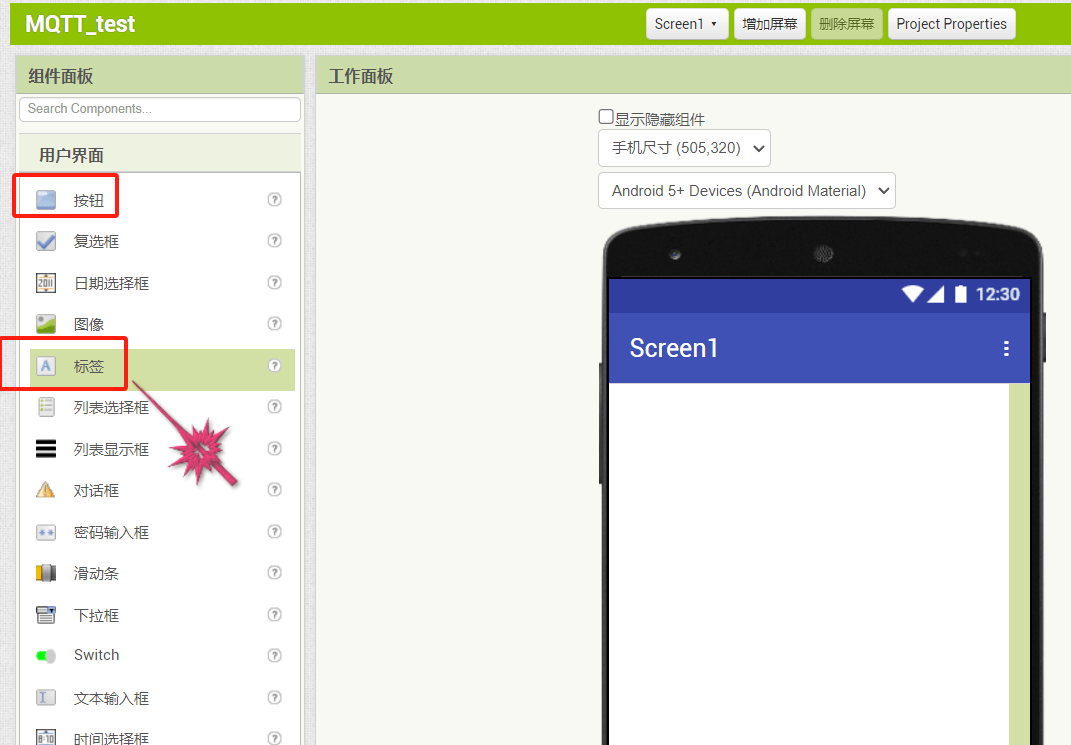 MQTT_test
Screen1
增加屏幕
删除屏幕
Project Properties
组件面板
Search Components...
用户界面
按钮
复选框
2011
日期选择框
图像
A 标签
列表选择框
列表显示框
对话框
密码输入框
滑动条
下拉框
Switch
文本输入框
8:10
时间选择框
工作面板
显示隐藏组件
手机尺寸 (505,320)
Android 5+ Devices (Android Material)
12:30
Screen1